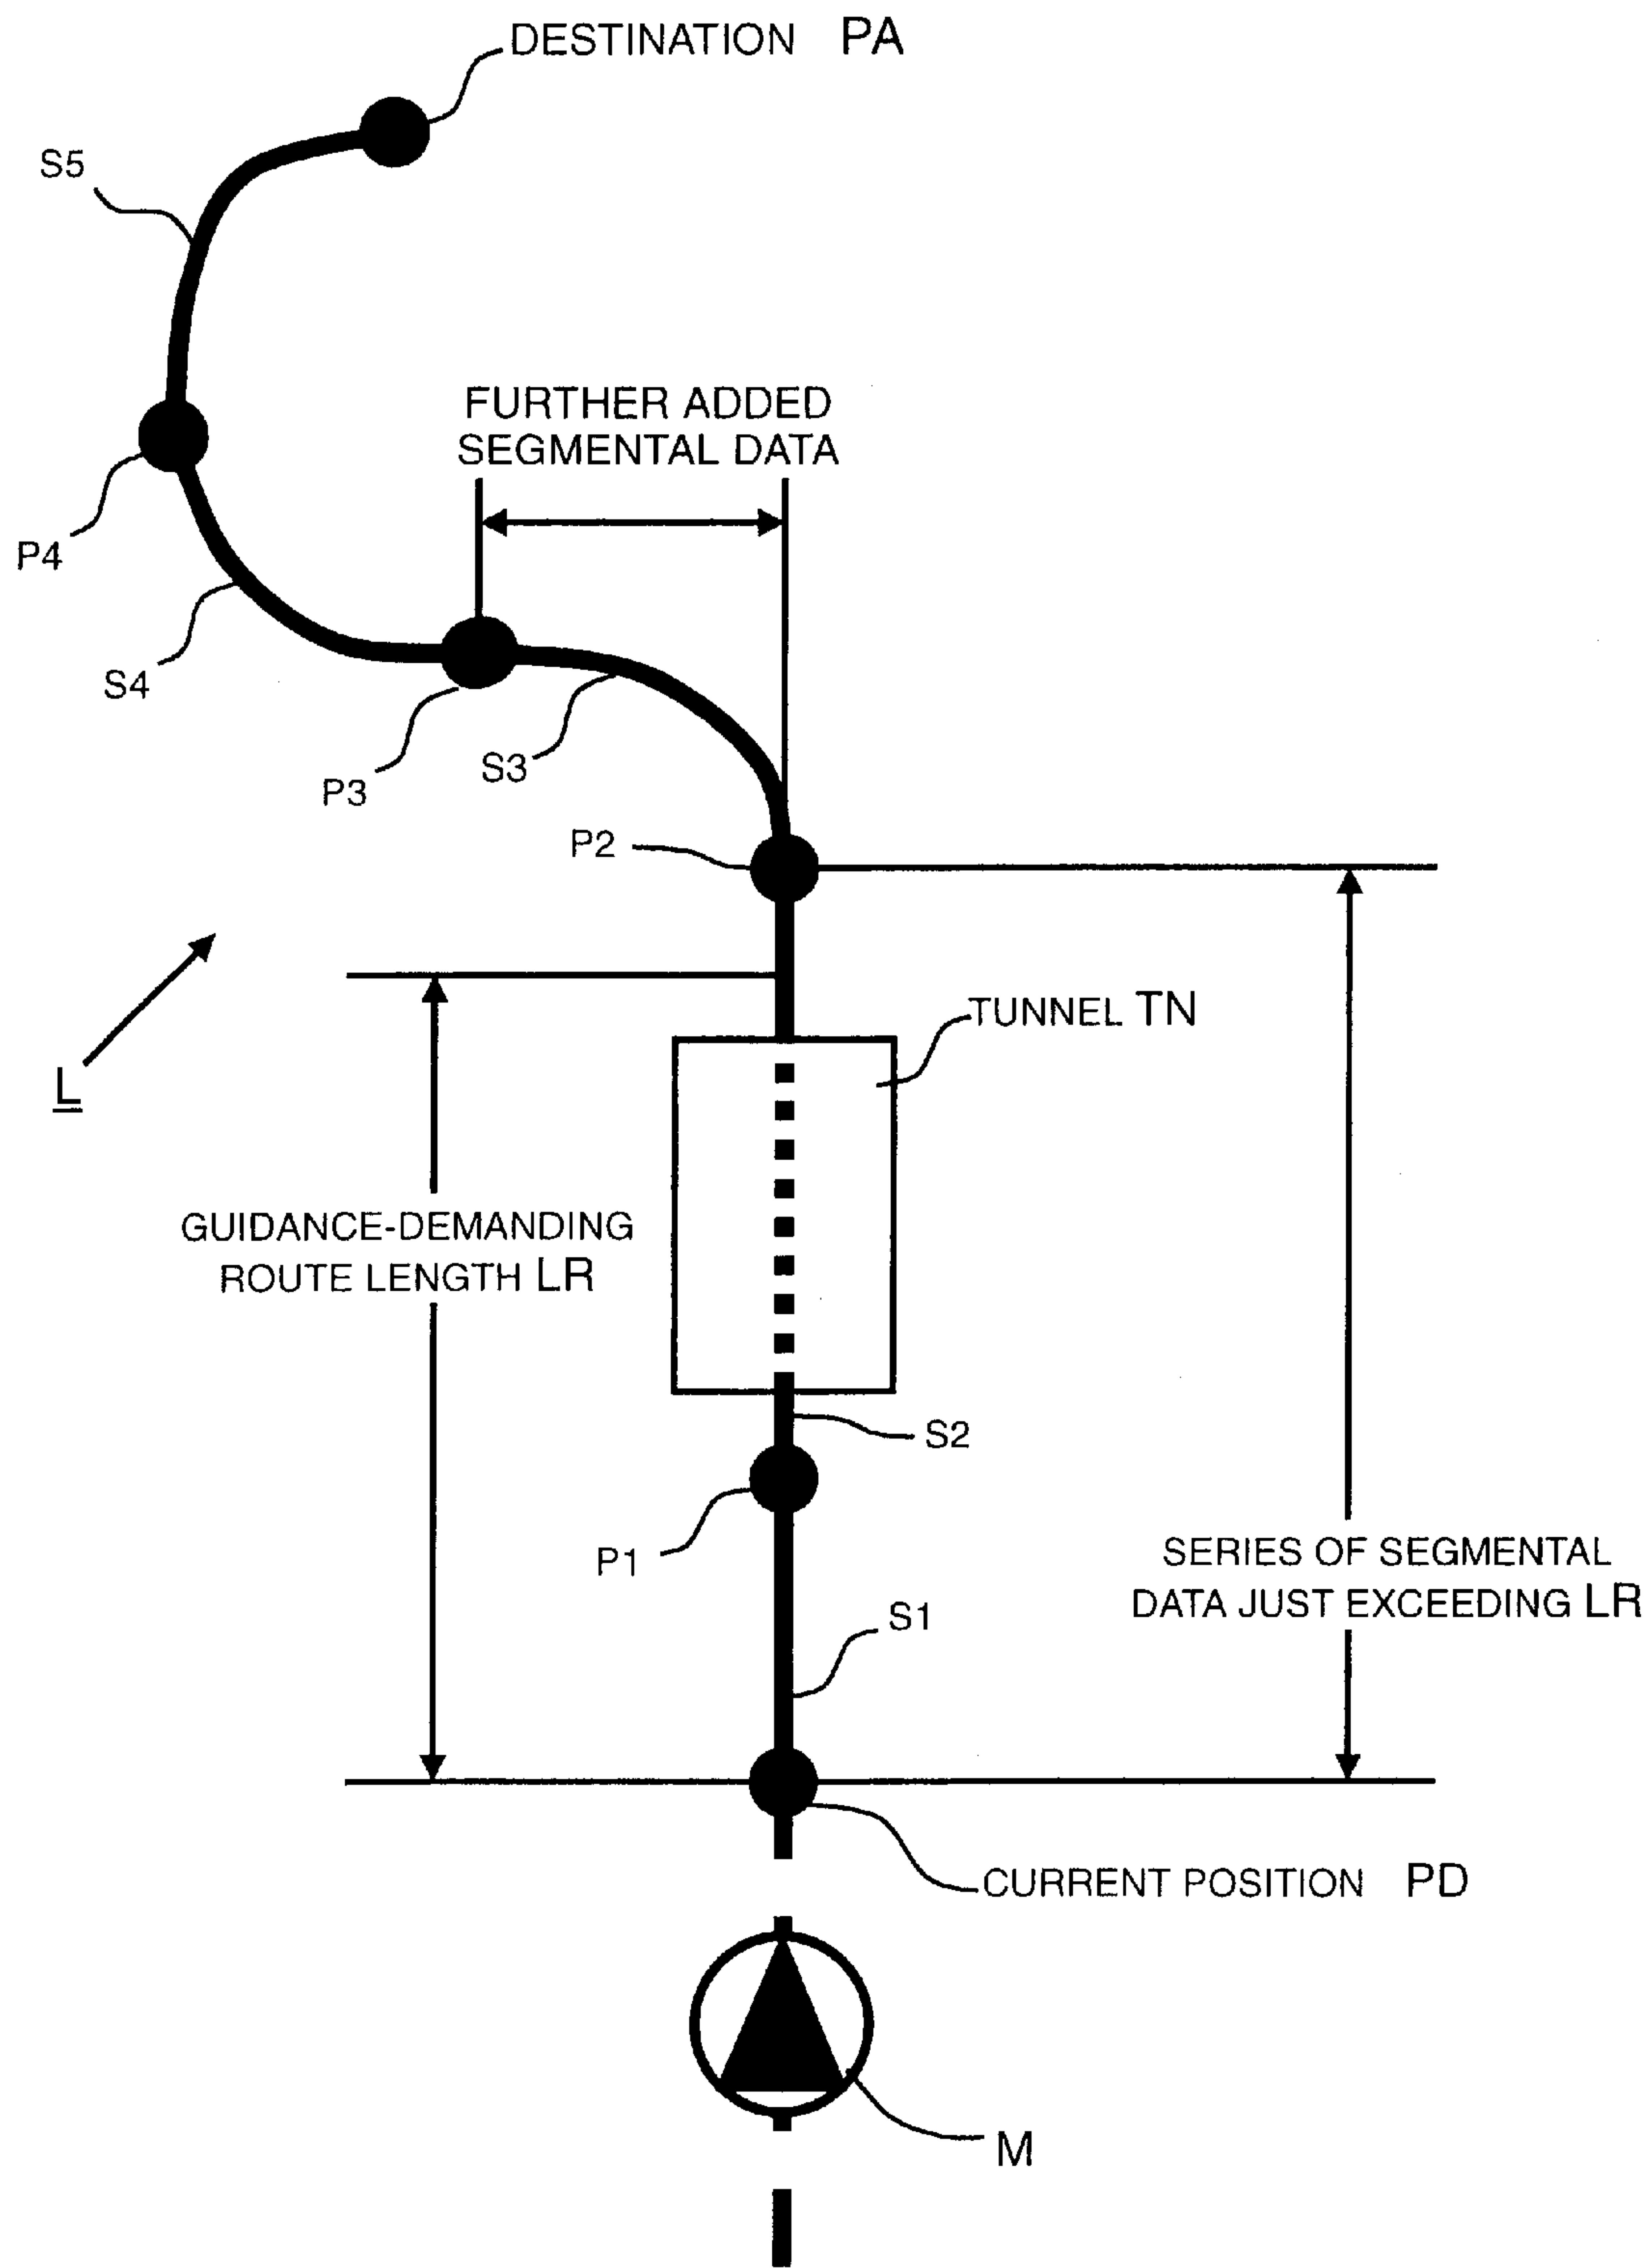 DESTINATION PA
S5
FURTHER ADDED
SEGMENTAL DATA
P4
S4
S3
P3
P2
TUNNEL TN
L
GUIDANCE-DEMANDING
ROUTE LENGTH LR
S2
P1
SERIES OF SEGMENTAL
DATA JUST EXCEEDING LR
S1
CURRENT POSITION PD
M